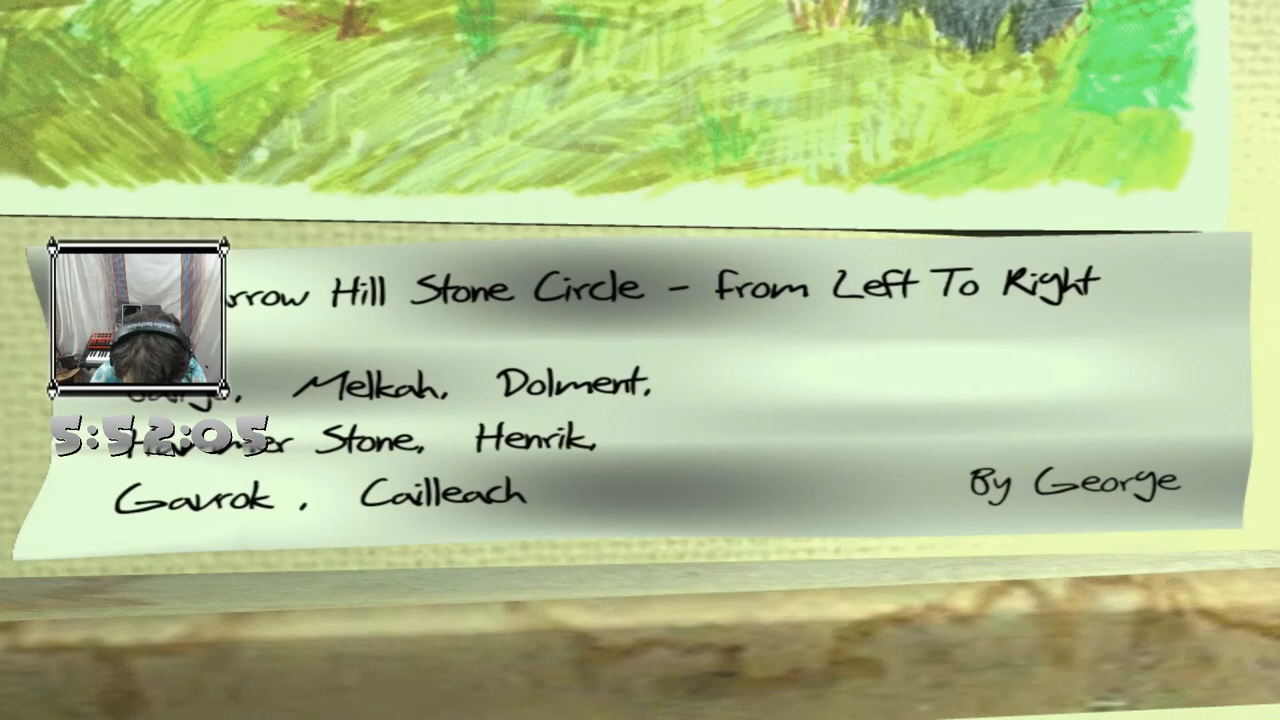 rrow Hill Stone Circle - From Left To Right
Melkah, Dolment,
5:52:05
Stone, Henrik,
Gavrok, Cailleach
By George